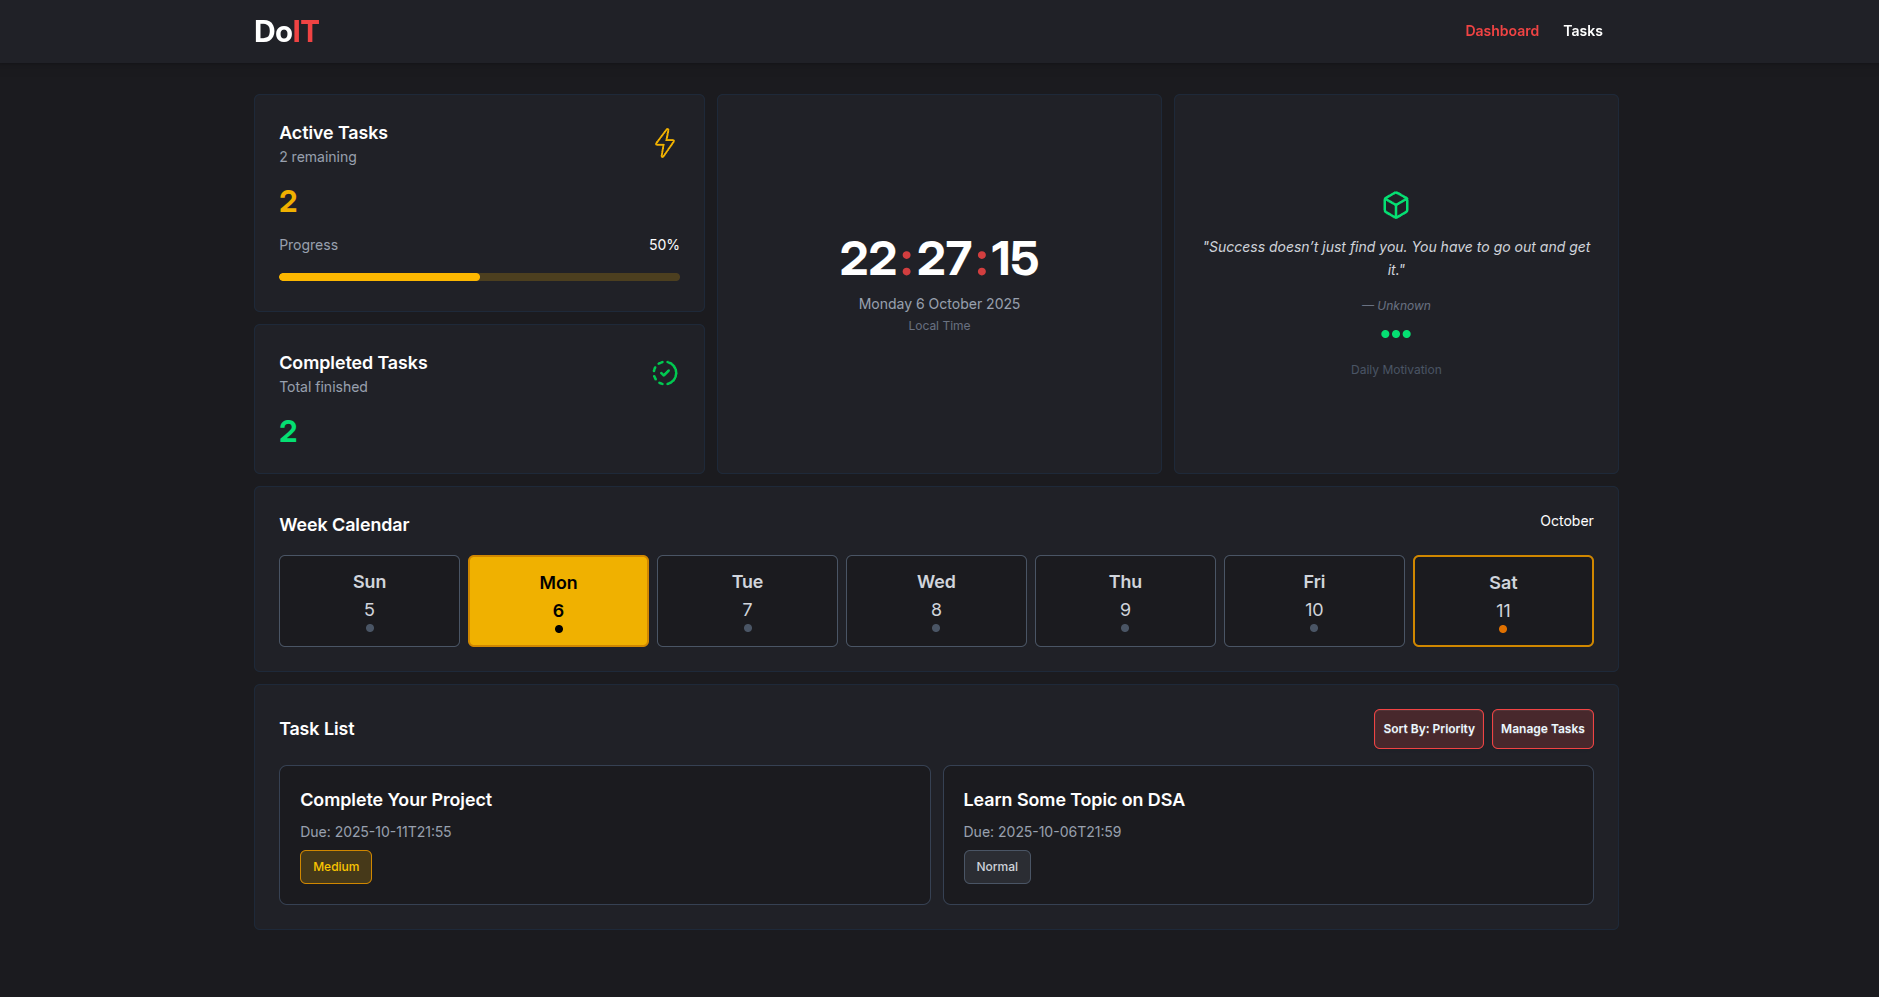 DoIT
Dashboard
Tasks
Active Tasks
2 remaining
2
Progress
50%
Completed Tasks
Total finished
2
22:27:15
Monday 6 October 2025
Local Time
"Success doesn’t just find you. You have to go out and get
it."
— Unknown
Daily Motivation
Week Calendar
October
Sun
5
Mon
6
Tue
7
Wed
8
Thu
9
Fri
10
Sat
11
Task List
Sort By: Priority
Manage Tasks
Complete Your Project
Due: 2025-10-11T21:55
Medium
Learn Some Topic on DSA
Due: 2025-10-06T21:59
Normal